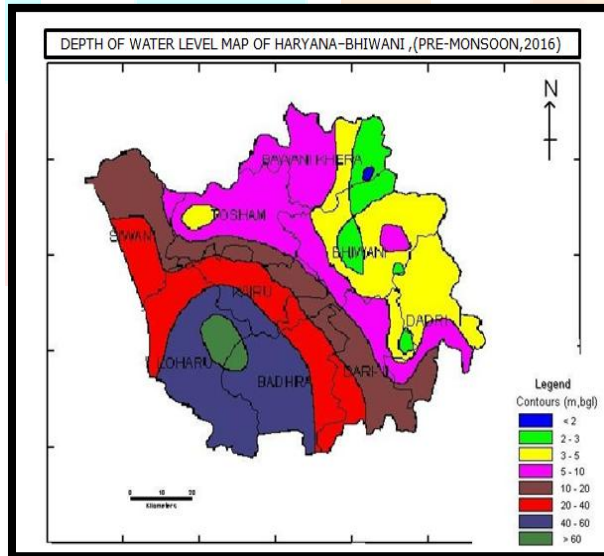 DEPTH OF WATER LEVEL MAP OF HARYANA-BHIWANI ,(PRE-MONSOON,2016)
N
BAWANI KHERA
TOSHAM
SIWANI
BHIWANI
KAIRU
DADRI
LOHARU
BADHRA
Legend
Contours (m,bgl)
< 2
2 - 3
3 - 5
5 - 10
10 - 20
20 - 40
40 - 60
> 60
Kilometers